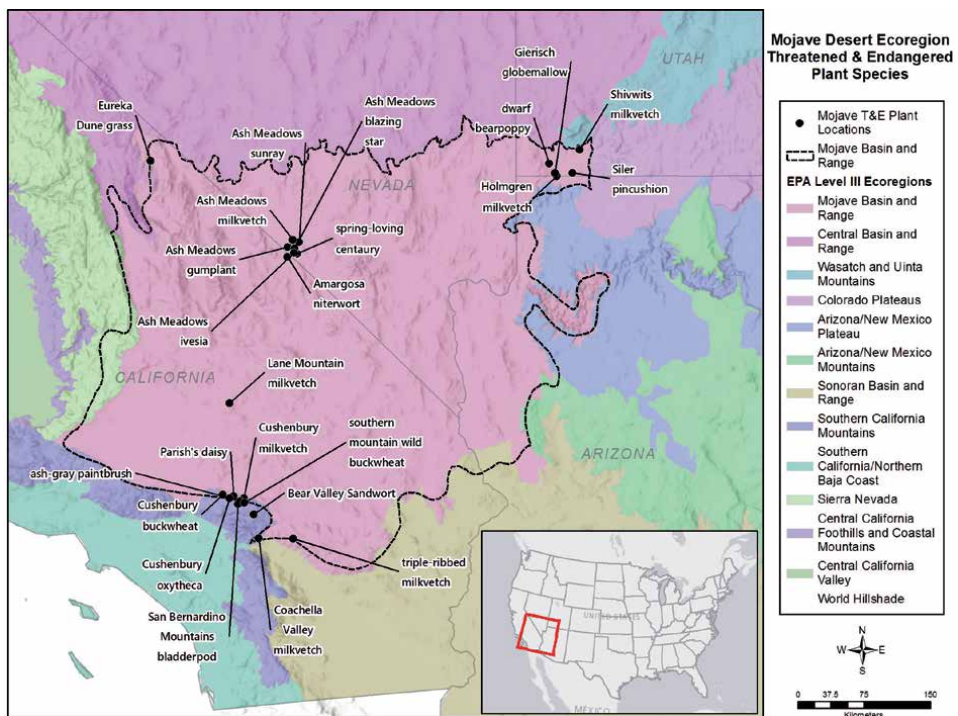 Mojave Desert Ecoregion
Threatened & Endangered
Plant Species
Mojave T&E Plant
Locations
Mojave Basin and
Range
EPA Level III Ecoregions
Mojave Basin and
Range
Central Basin and
Range
Wasatch and Uinta
Mountains
Colorado Plateaus
Arizona/New Mexico
Plateau
Arizona/New Mexico
Mountains
Sonoran Basin and
Range
Southern California
Mountains
Southern
California/Northern
Baja Coast
Sierra Nevada
Central California
Foothills and Coastal
Mountains
Central California
Valley
World Hillshade
N
W E
S
0 37.5 75 150
Kilometers
UTAH
NEVADA
CALIFORNIA
ARIZONA
Gierisch
globemallow
Shivwits
milkvetch
dwarf
bearpoppy
Siler
pincushion
Holmgren
milkvetch
Eureka
Dune grass
Ash Meadows
sunray
Ash Meadows
blazing
star
Ash Meadows
milkvetch
spring-loving
centaury
Ash Meadows
gumplant
Amargosa
niterwort
Ash Meadows
ivesia
Lane Mountain
milkvetch
Cushenbury
milkvetch
southern
mountain wild
buckwheat
Parish's daisy
ash-gray paintbrush
Bear Valley Sandwort
Cushenbury
buckwheat
Cushenbury
oxytheca
San Bernardino
Mountains
bladderpod
Coachella
Valley
milkvetch
triple-ribbed
milkvetch
UNITED STATES
MÉXICO